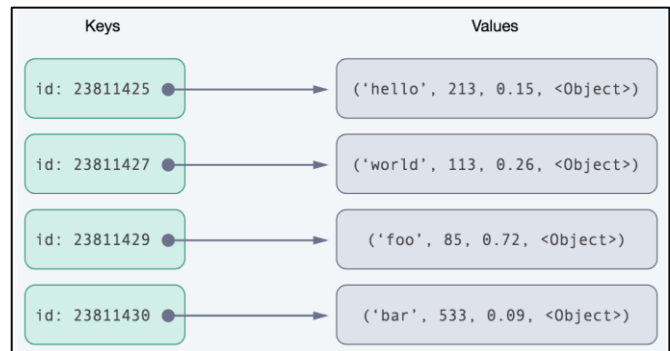 Keys Values
id: 23811425 (‘hello’, 213, 0.15, <Object>)
id: 23811427 (‘world’, 113, 0.26, <Object>)
id: 23811429 (‘foo’, 85, 0.72, <Object>)
id: 23811430 (‘bar’, 533, 0.09, <Object>)